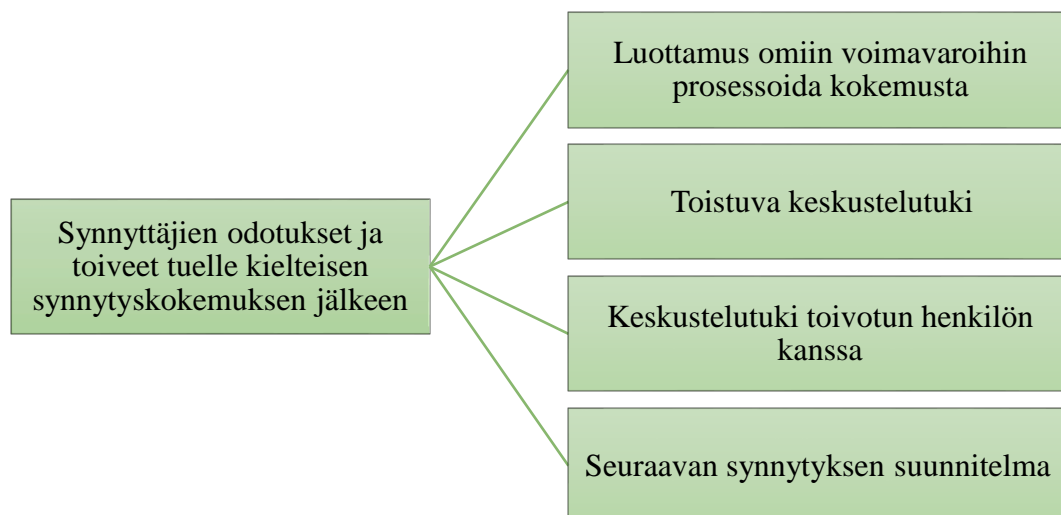 Luottamus omiin voimavaroihin
prosessoida kokemusta
Toistuva keskustelutuki
Synnyttäjien odotukset ja
toiveet tuelle kielteisen
synnytyskokemuksen jälkeen
Keskustelutuki toivotun henkilön
kanssa
Seuraavan synnytyksen suunnitelma